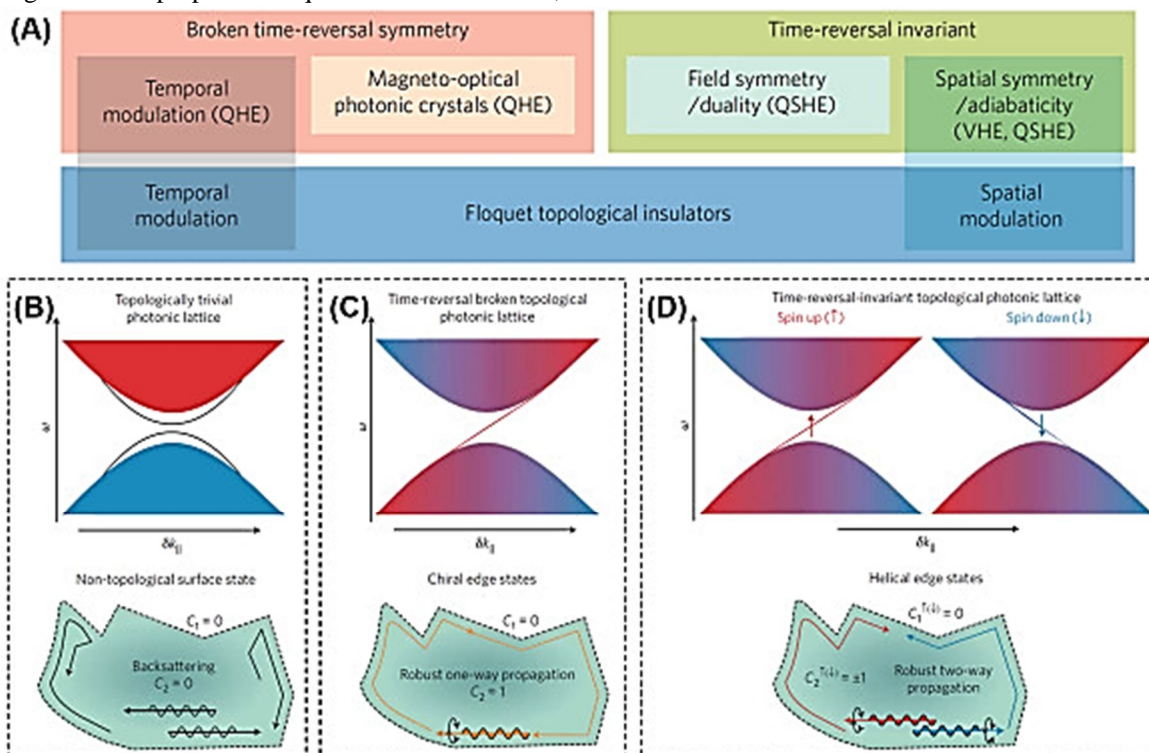 (A)
Broken time-reversal symmetry
Time-reversal invariant
Temporal
modulation (QHE)
Magneto-optical
photonic crystals (QHE)
Field symmetry
/duality (QSHE)
Spatial symmetry
/adiabaticity
(VHE, QSHE)
Temporal
modulation
Floquet topological insulators
Spatial
modulation
(B)
Topologically trivial
photonic lattice
ω
δk||
Non-topological surface state
C₁ = 0
Backsattering
C₂ = 0
(C)
Time-reversal broken topological
photonic lattice
ω
δk||
Chiral edge states
C₁ = 0
Robust one-way propagation
C₂ = 1
(D)
Time-reversal-invariant topological photonic lattice
Spin up (↑)
Spin down (↓)
ω
δk||
Helical edge states
C₁↑(↓) = 0
C₂↑(↓) = ±1
Robust two-way
propagation